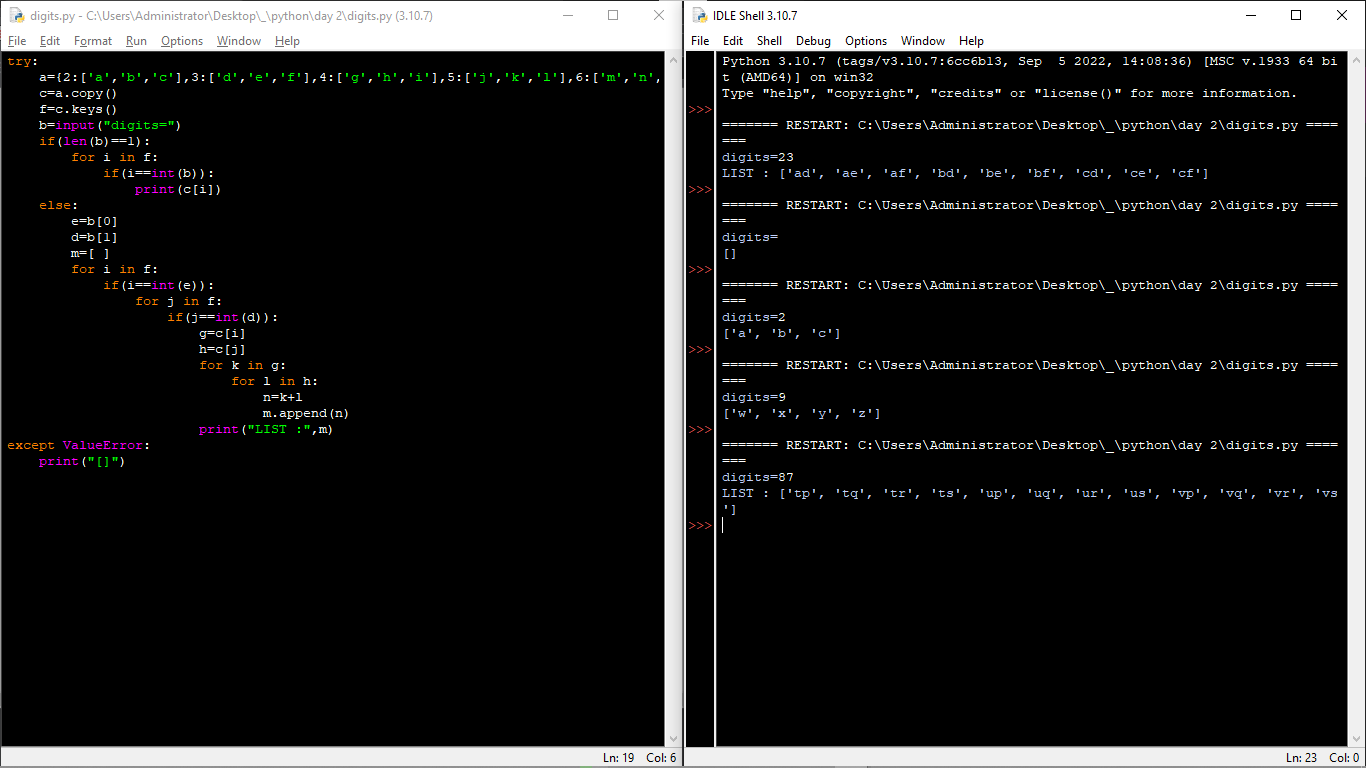 digits.py - C:\Users\Administrator\Desktop\_\python\day 2\digits.py (3.10.7)
File Edit Format Run Options Window Help
try:
    a={2:['a','b','c'],3:['d','e','f'],4:['g','h','i'],5:['j','k','l'],6:['m','n',
    c=a.copy()
    f=c.keys()
    b=input("digits=")
    if(len(b)==1):
        for i in f:
            if(i==int(b)):
                print(c[i])
    else:
        e=b[0]
        d=b[1]
        m=[ ]
        for i in f:
            if(i==int(e)):
                for j in f:
                    if(j==int(d)):
                        g=c[i]
                        h=c[j]
                        for k in g:
                            for l in h:
                                n=k+l
                                m.append(n)
                        print("LIST :",m)
except ValueError:
    print("[]")
Ln: 19 Col: 6
IDLE Shell 3.10.7
File Edit Shell Debug Options Window Help
Python 3.10.7 (tags/v3.10.7:6cc6b13, Sep  5 2022, 14:08:36) [MSC v.1933 64 bi
t (AMD64)] on win32
Type "help", "copyright", "credits" or "license()" for more information.
>>>
======= RESTART: C:\Users\Administrator\Desktop\_\python\day 2\digits.py ====
===
digits=23
LIST : ['ad', 'ae', 'af', 'bd', 'be', 'bf', 'cd', 'ce', 'cf']
>>>
======= RESTART: C:\Users\Administrator\Desktop\_\python\day 2\digits.py ====
===
digits=
[]
>>>
======= RESTART: C:\Users\Administrator\Desktop\_\python\day 2\digits.py ====
===
digits=2
['a', 'b', 'c']
>>>
======= RESTART: C:\Users\Administrator\Desktop\_\python\day 2\digits.py ====
===
digits=9
['w', 'x', 'y', 'z']
>>>
======= RESTART: C:\Users\Administrator\Desktop\_\python\day 2\digits.py ====
===
digits=87
LIST : ['tp', 'tq', 'tr', 'ts', 'up', 'uq', 'ur', 'us', 'vp', 'vq', 'vr', 'vs
']
>>>
Ln: 23 Col: 0